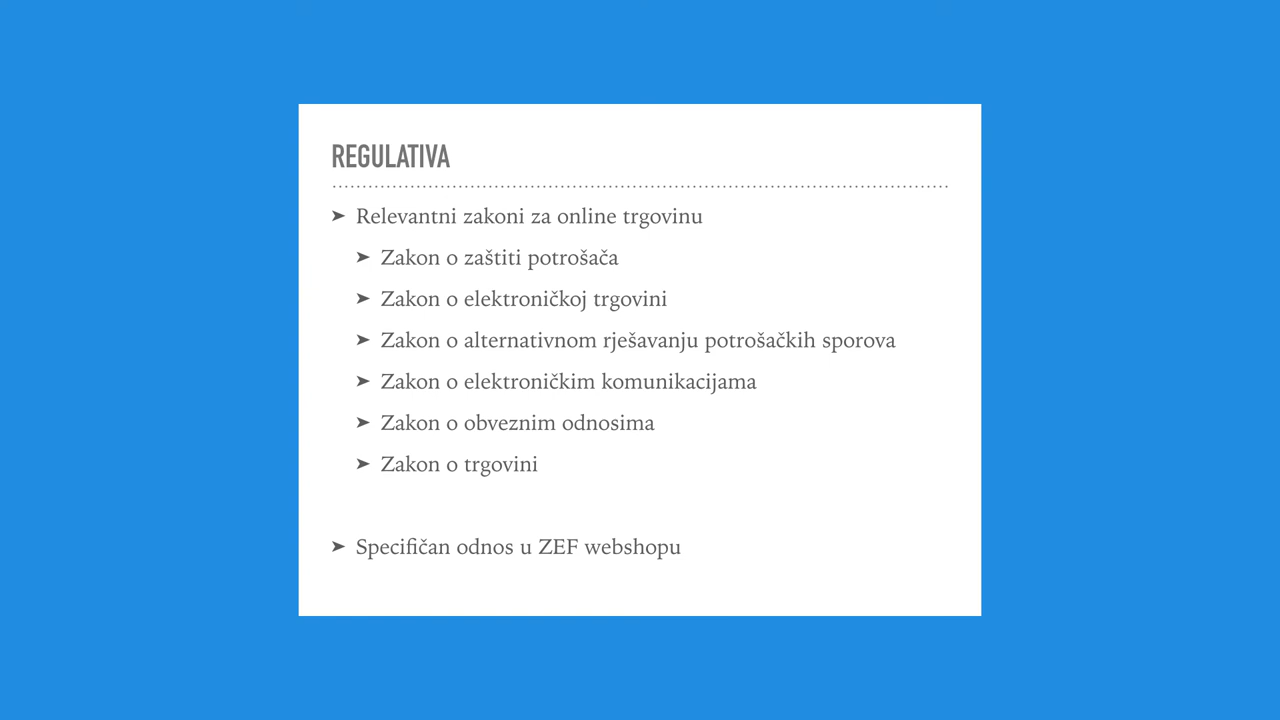 REGULATIVA
➤ Relevantni zakoni za online trgovinu
➤ Zakon o zaštiti potrošača
➤ Zakon o elektroničkoj trgovini
➤ Zakon o alternativnom rješavanju potrošačkih sporova
➤ Zakon o elektroničkim komunikacijama
➤ Zakon o obveznim odnosima
➤ Zakon o trgovini
➤ Specifičan odnos u ZEF webshopu